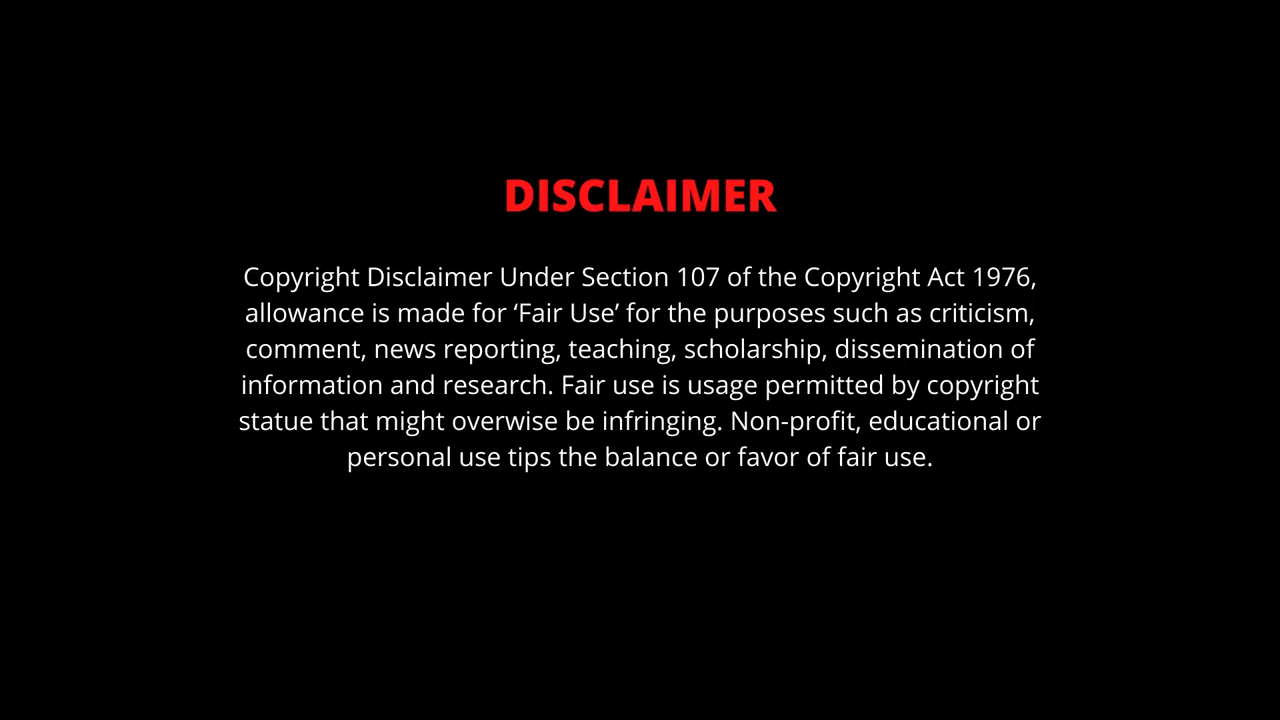 DISCLAIMER
Copyright Disclaimer Under Section 107 of the Copyright Act 1976,
allowance is made for ‘Fair Use’ for the purposes such as criticism,
comment, news reporting, teaching, scholarship, dissemination of
information and research. Fair use is usage permitted by copyright
statue that might overwise be infringing. Non-profit, educational or
personal use tips the balance or favor of fair use.